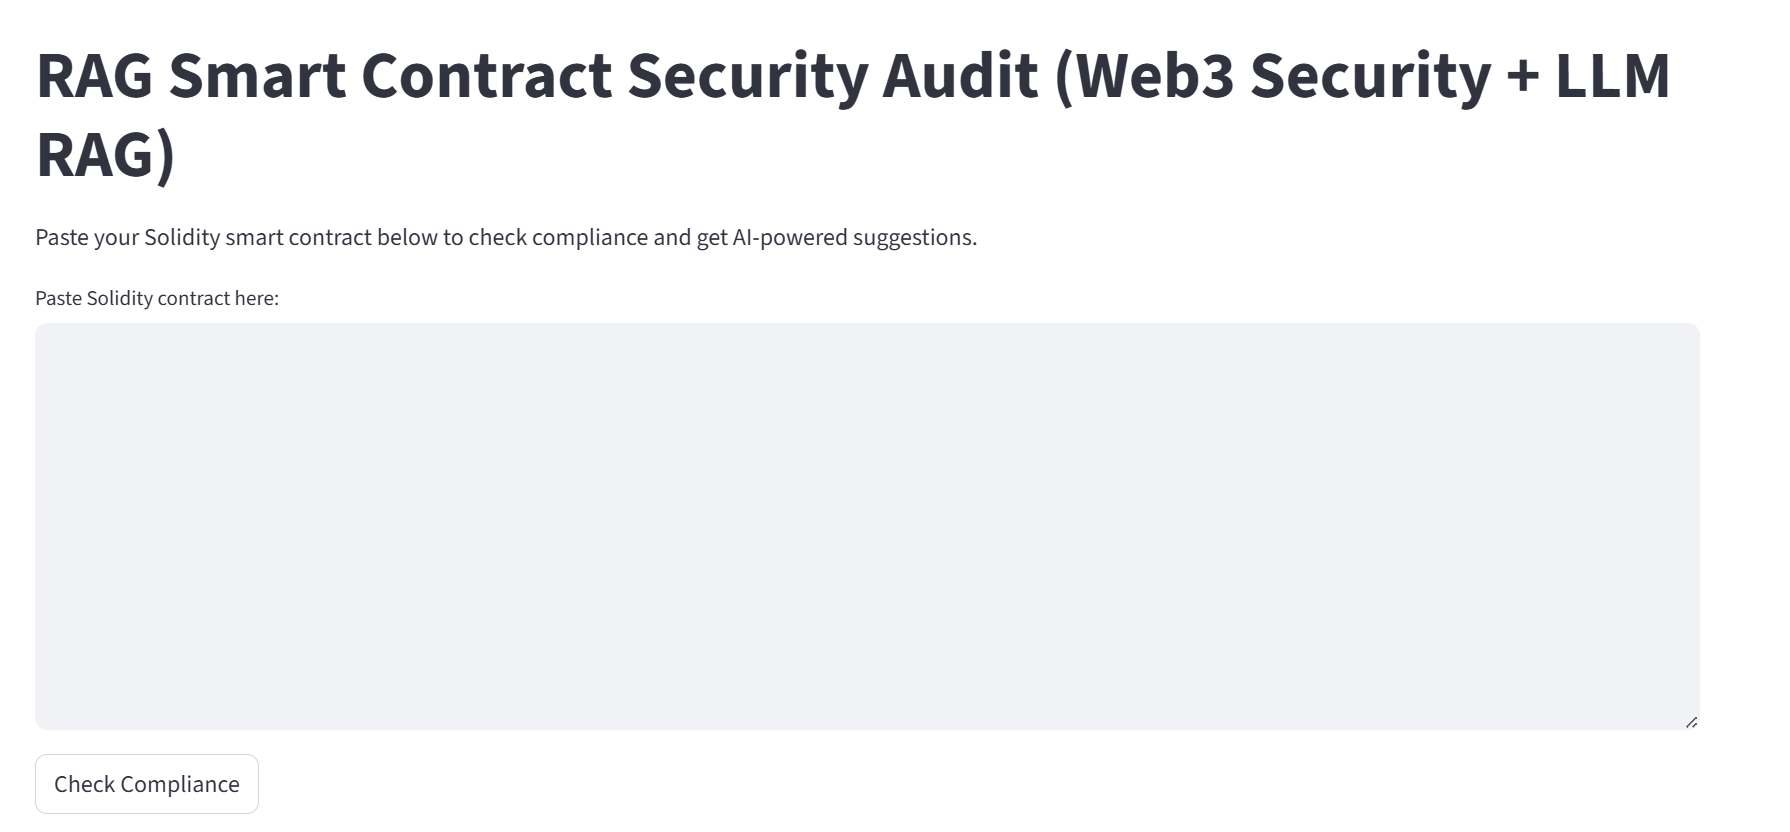 RAG Smart Contract Security Audit (Web3 Security + LLM
RAG)
Paste your Solidity smart contract below to check compliance and get AI-powered suggestions.
Paste Solidity contract here:
Check Compliance